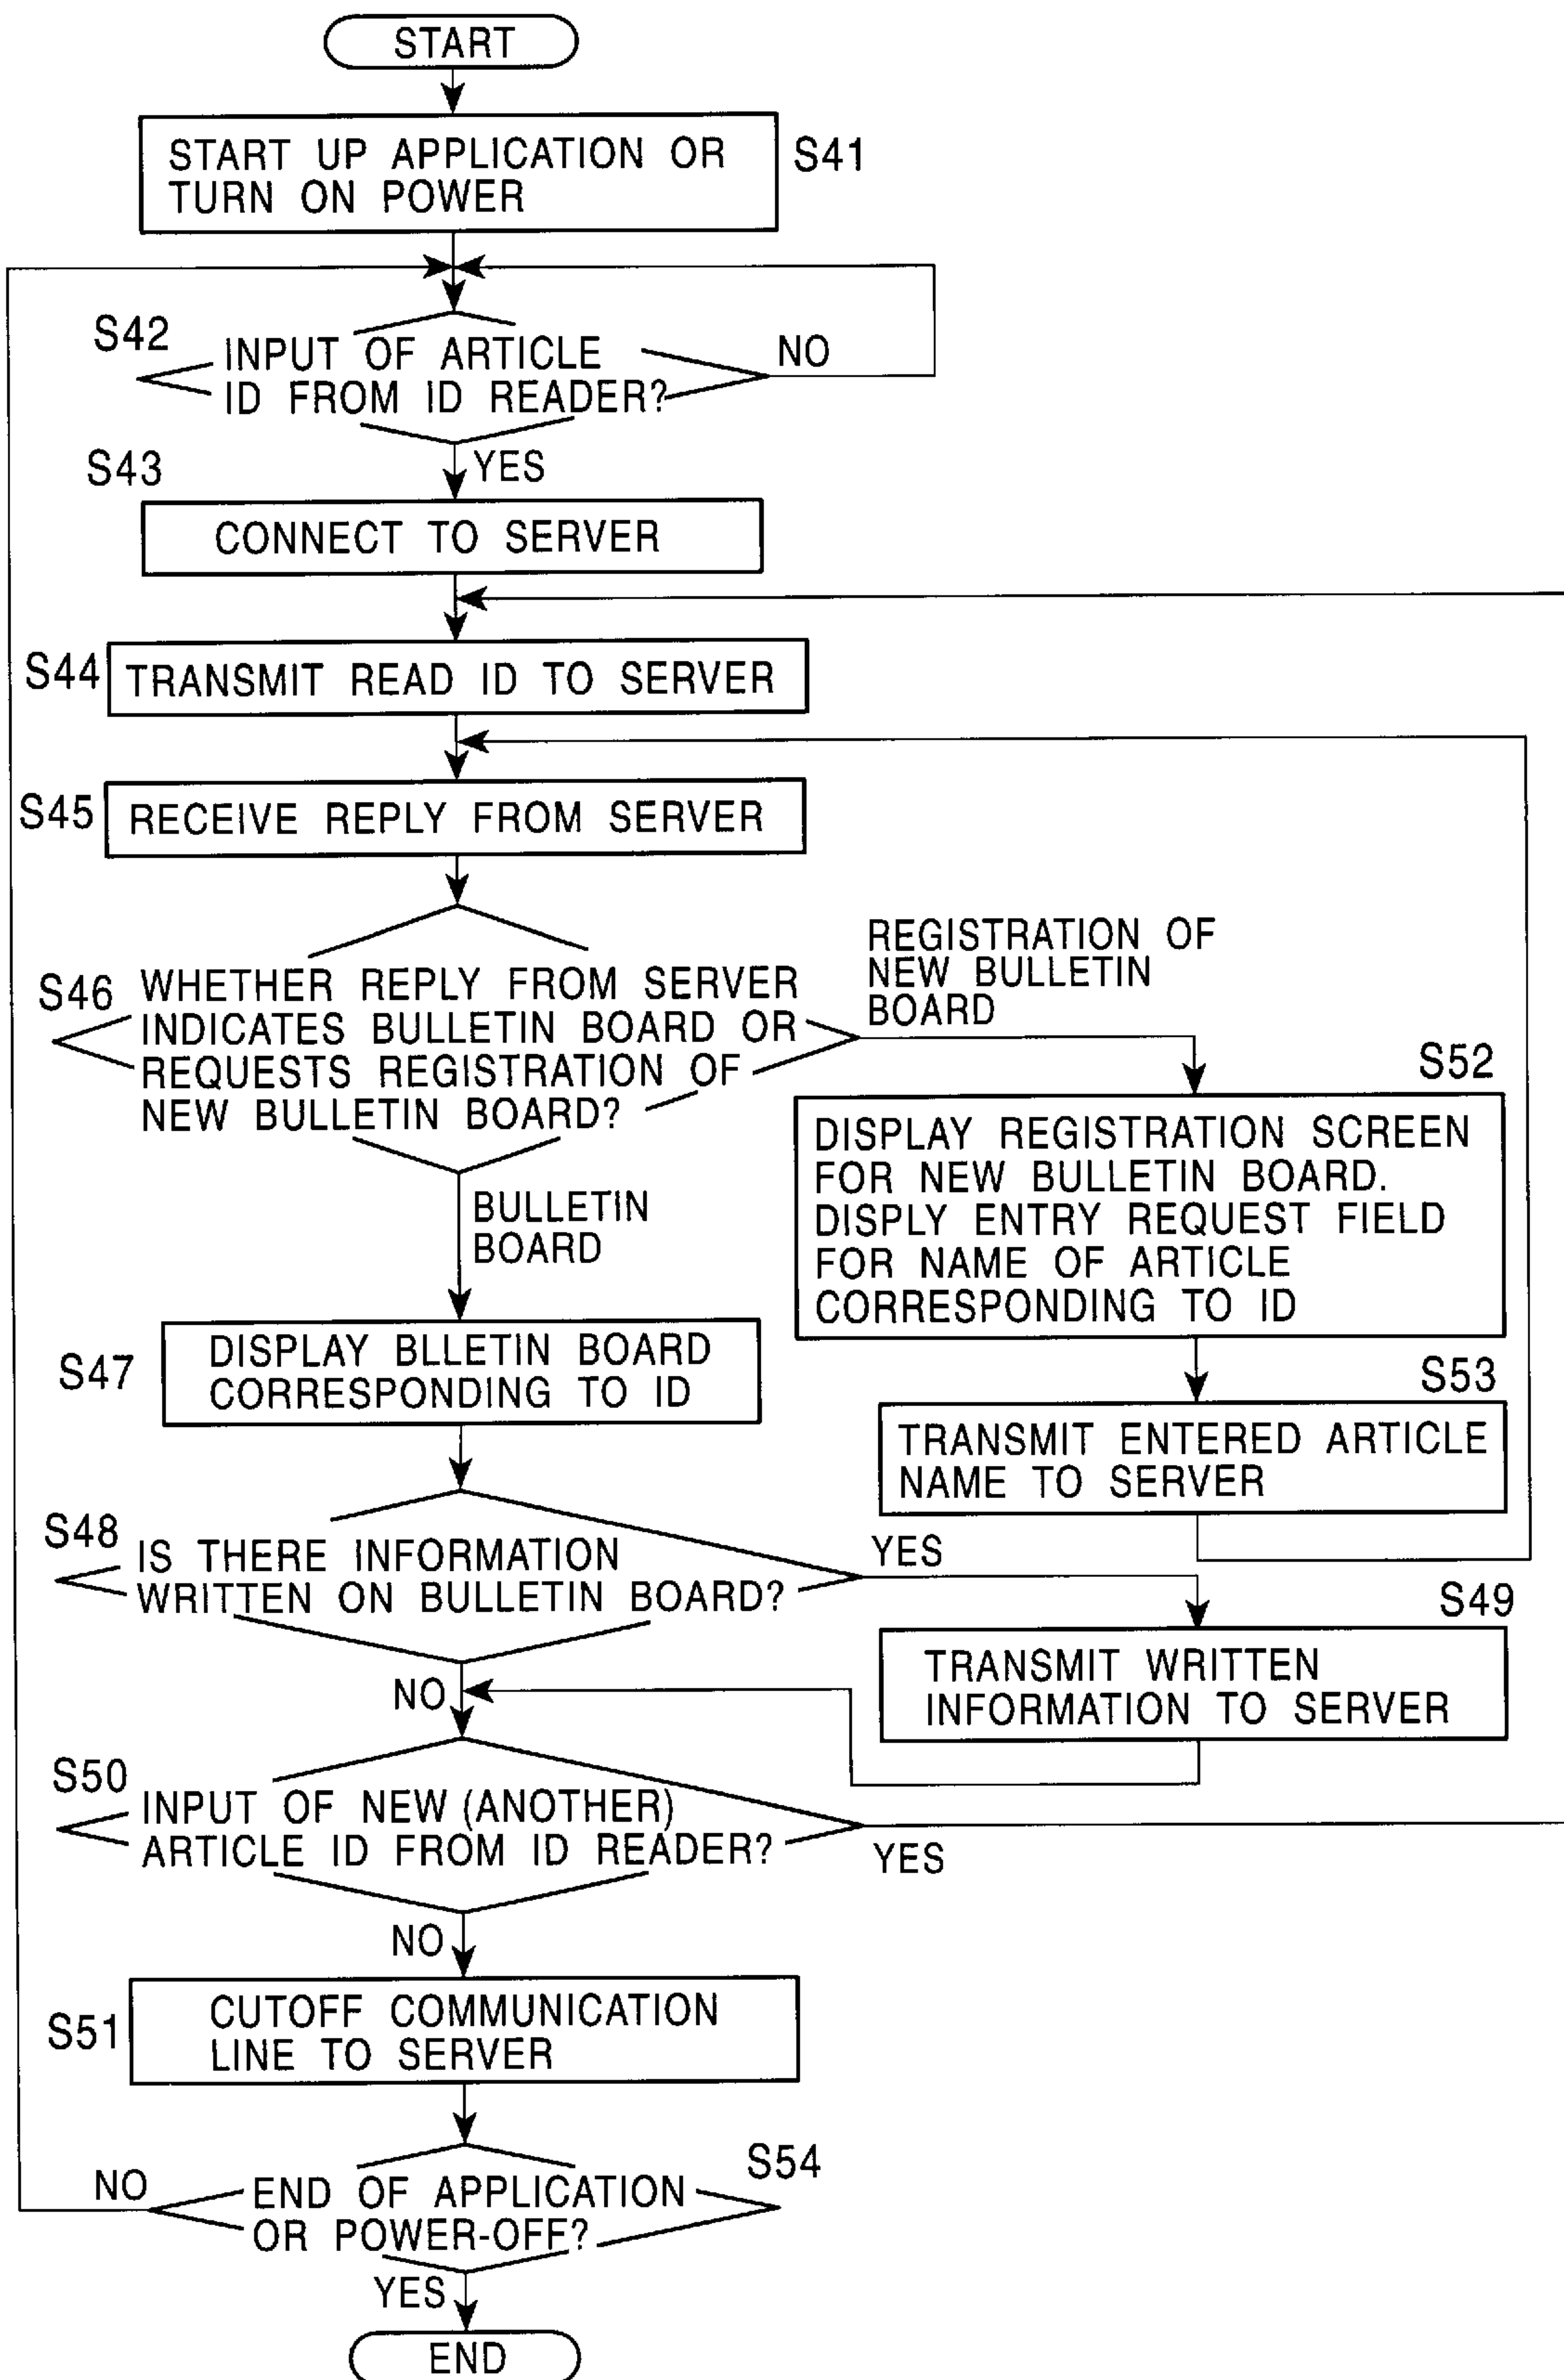 START
START UP APPLICATION OR
TURN ON POWER
S41
S42
INPUT OF ARTICLE
ID FROM ID READER?
NO
YES
S43
CONNECT TO SERVER
S44
TRANSMIT READ ID TO SERVER
S45
RECEIVE REPLY FROM SERVER
S46
WHETHER REPLY FROM SERVER
INDICATES BULLETIN BOARD OR
REQUESTS REGISTRATION OF
NEW BULLETIN BOARD?
REGISTRATION OF
NEW BULLETIN
BOARD
S52
DISPLAY REGISTRATION SCREEN
FOR NEW BULLETIN BOARD.
DISPLY ENTRY REQUEST FIELD
FOR NAME OF ARTICLE
CORRESPONDING TO ID
BULLETIN
BOARD
S47
DISPLAY BLLETIN BOARD
CORRESPONDING TO ID
S53
TRANSMIT ENTERED ARTICLE
NAME TO SERVER
S48
IS THERE INFORMATION
WRITTEN ON BULLETIN BOARD?
YES
S49
TRANSMIT WRITTEN
INFORMATION TO SERVER
NO
S50
INPUT OF NEW (ANOTHER)
ARTICLE ID FROM ID READER?
YES
NO
S51
CUTOFF COMMUNICATION
LINE TO SERVER
S54
END OF APPLICATION
OR POWER-OFF?
NO
YES
END